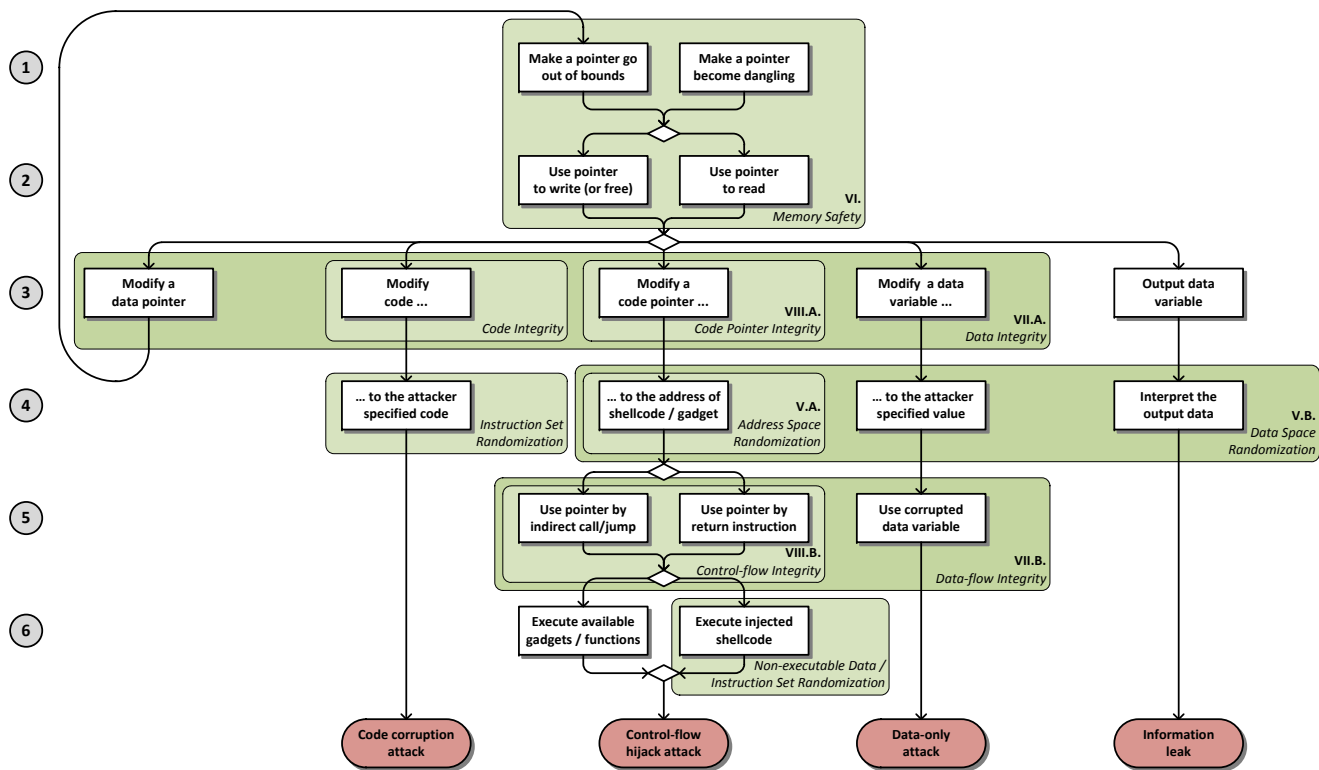 1
Make a pointer go
out of bounds
Make a pointer
become dangling
2
Use pointer
to write (or free)
Use pointer
to read
VI.
Memory Safety
3
Modify a
data pointer
Modify
code ...
Code Integrity
Modify a
code pointer ...
VIII.A.
Code Pointer Integrity
Modify a data
variable ...
VII.A.
Data Integrity
Output data
variable
4
... to the attacker
specified code
Instruction Set
Randomization
... to the address of
shellcode / gadget
V.A.
Address Space
Randomization
... to the attacker
specified value
Interpret the
output data
V.B.
Data Space
Randomization
5
Use pointer by
indirect call/jump
Use pointer by
return instruction
VIII.B.
Control-flow Integrity
Use corrupted
data variable
VII.B.
Data-flow Integrity
6
Execute available
gadgets / functions
Execute injected
shellcode
Non-executable Data /
Instruction Set Randomization
Code corruption
attack
Control-flow
hijack attack
Data-only
attack
Information
leak